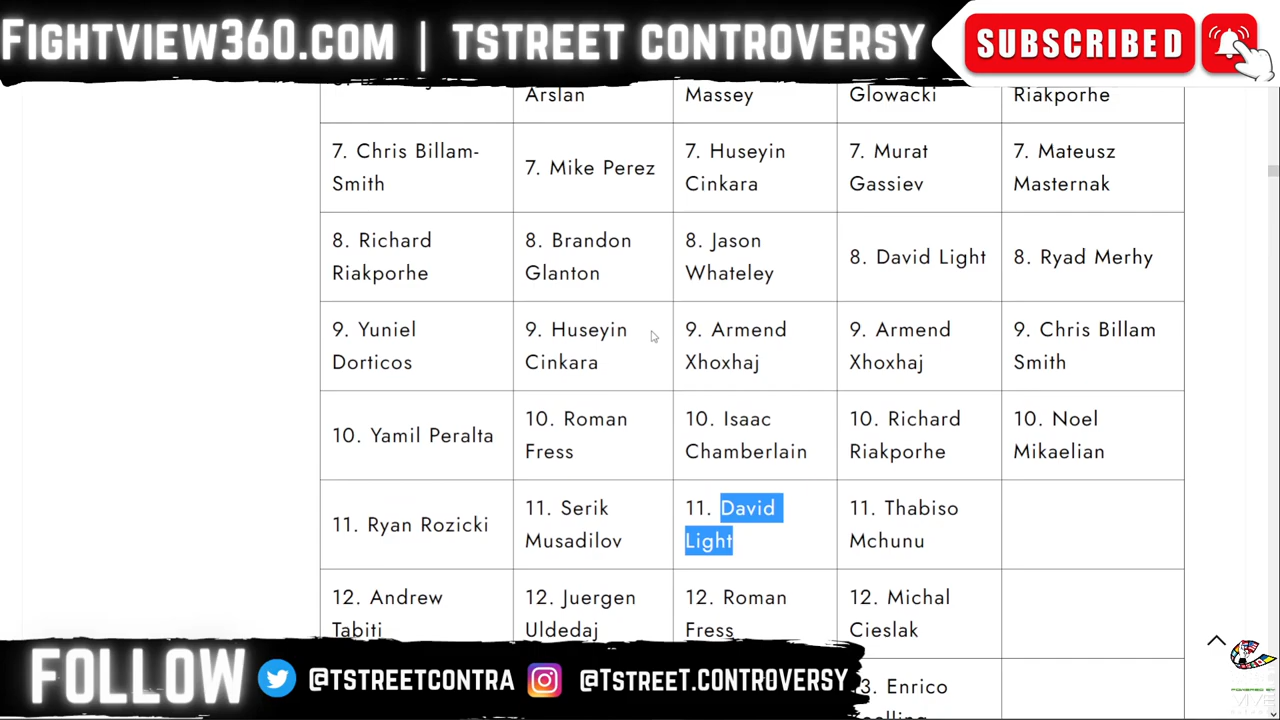 FIGHTVIEW360.COM | TSTREET CONTROVERSY
SUBSCRIBED
Arslan
Massey
Glowacki
Riakporhe
7. Chris Billam-
Smith
7. Mike Perez
7. Huseyin
Cinkara
7. Murat
Gassiev
7. Mateusz
Masternak
8. Richard
Riakporhe
8. Brandon
Glanton
8. Jason
Whateley
8. David Light
8. Ryad Merhy
9. Yuniel
Dorticos
9. Huseyin
Cinkara
9. Armend
Xhoxhaj
9. Armend
Xhoxhaj
9. Chris Billam
Smith
10. Yamil Peralta
10. Roman
Fress
10. Isaac
Chamberlain
10. Richard
Riakporhe
10. Noel
Mikaelian
11. Ryan Rozicki
11. Serik
Musadilov
11. David
Light
11. Thabiso
Mchunu
12. Andrew
Tabiti
12. Juergen
Uldedaj
12. Roman
Fress
12. Michal
Cieslak
3. Enrico
FOLLOW
@TSTREETCONTRA
@TSTREET.CONTROVERSY
POWERED BY